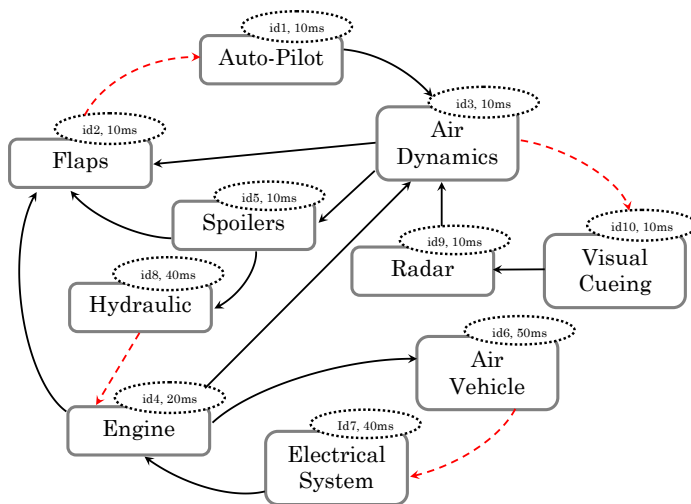 id1, 10ms
Auto-Pilot
id3, 10ms
Air
Dynamics
id2, 10ms
Flaps
id5, 10ms
Spoilers
id10, 10ms
Visual
Cueing
id9, 10ms
Radar
id8, 40ms
Hydraulic
id6, 50ms
Air
Vehicle
id4, 20ms
Engine
Id7, 40ms
Electrical
System